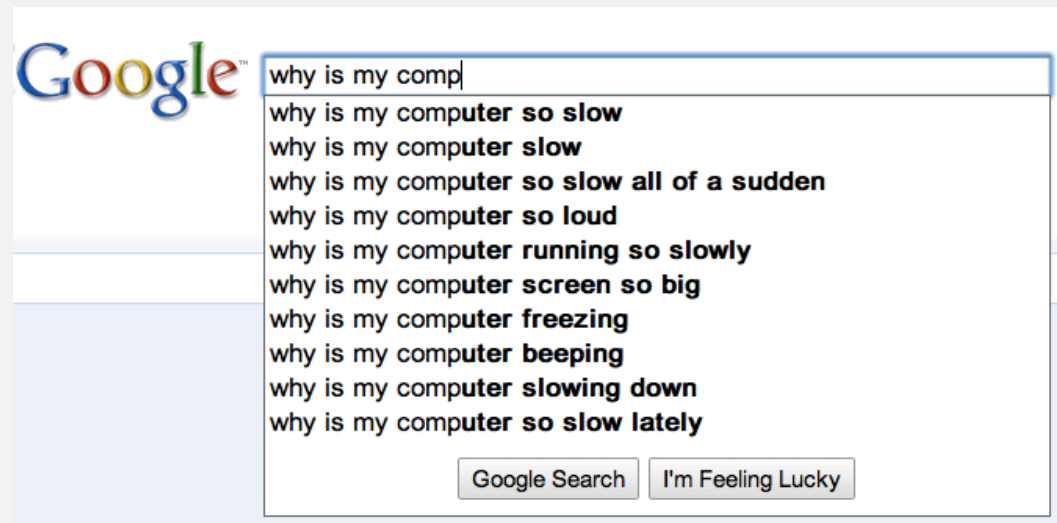 Google™
why is my comp
why is my computer so slow
why is my computer slow
why is my computer so slow all of a sudden
why is my computer so loud
why is my computer running so slowly
why is my computer screen so big
why is my computer freezing
why is my computer beeping
why is my computer slowing down
why is my computer so slow lately
Google Search I'm Feeling Lucky